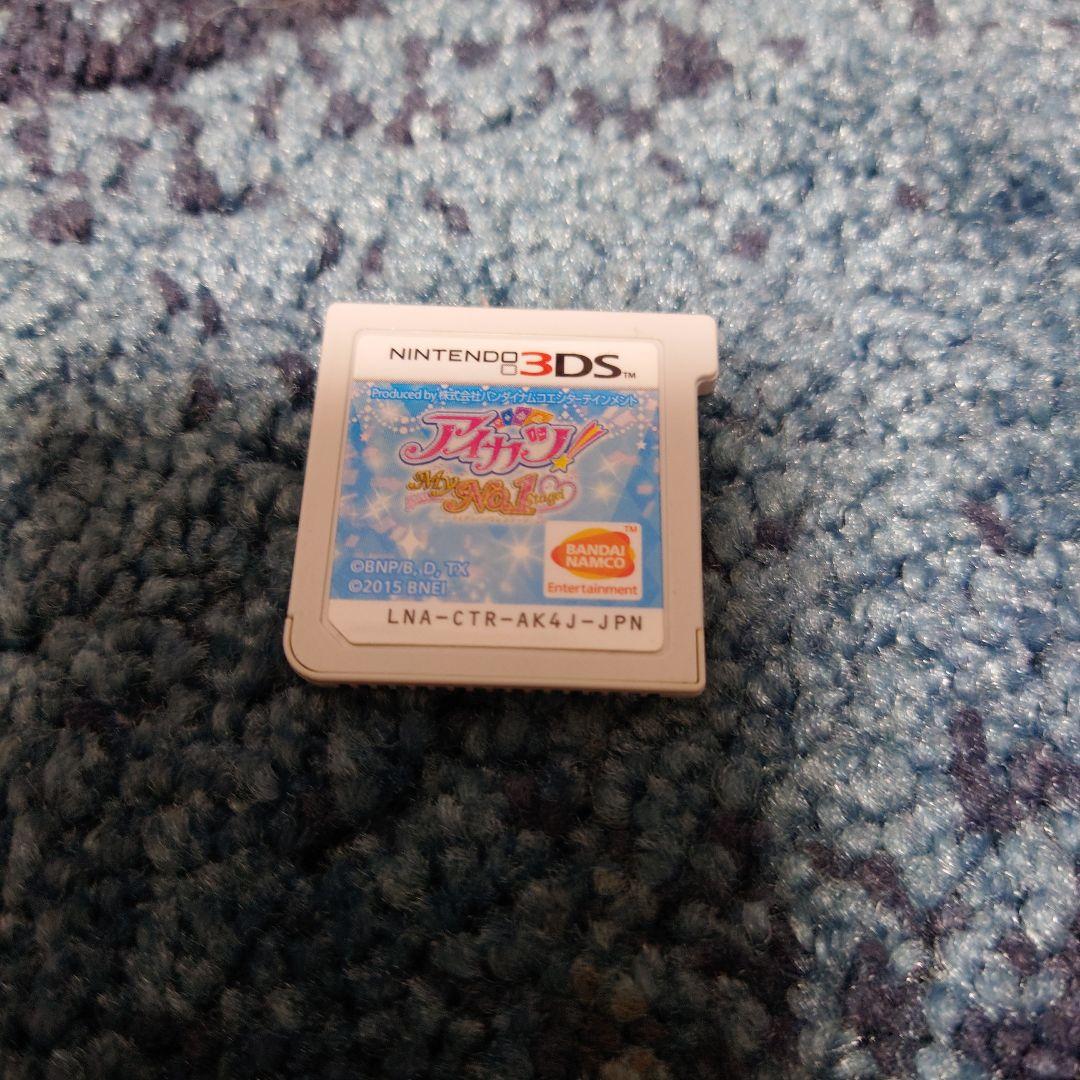 NINTENDO 3DS™
Produced by 株式会社バンダイナムコエンターテインメント
アイカツ!
My No.1 Stage!
BANDAI NAMCO™
Entertainment
©BNP/B, D, TX
©2015 BNEI
LNA-CTR-AK4J-JPN